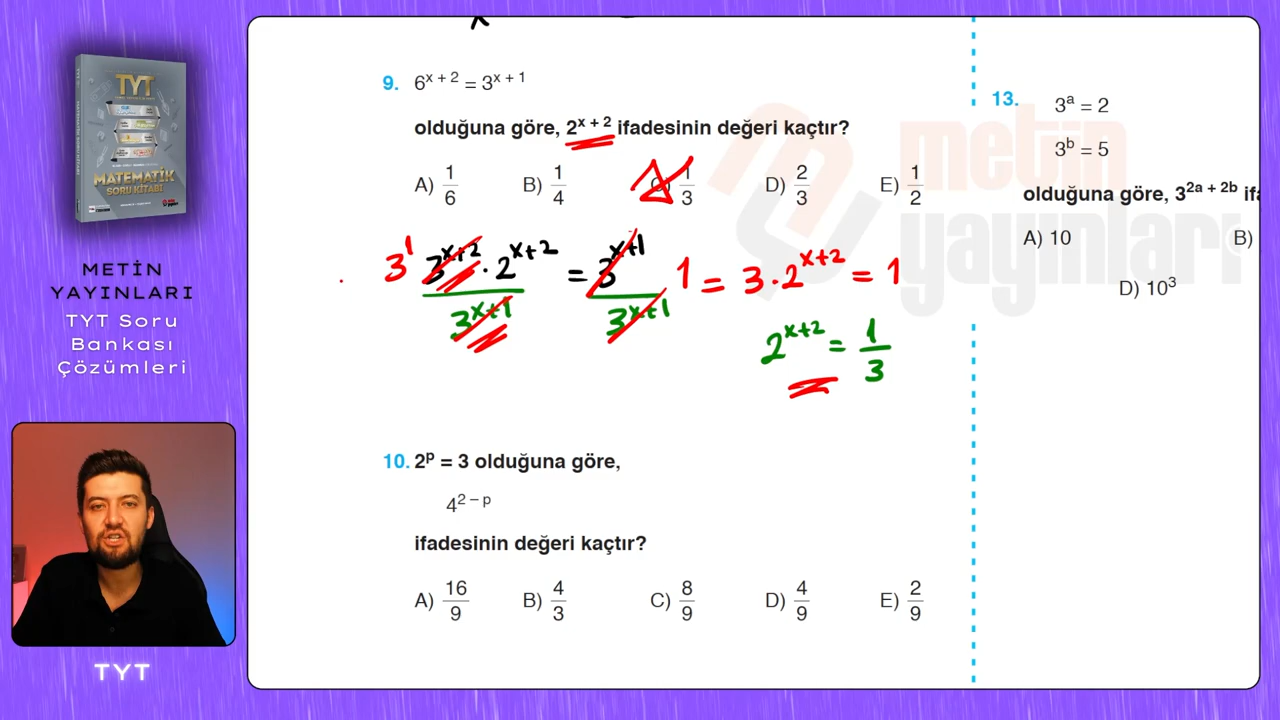 TYT
MATEMATİK
SORU KİTABI
METİN
YAYINLARI
TYT Soru
Bankası
Çözümleri
TYT
x
9. 6^{x + 2} = 3^{x + 1}
olduğuna göre, 2^{x + 2} ifadesinin değeri kaçtır?
A) 1/6 B) 1/4 C) 1/3 D) 2/3 E) 1/2
3^1 3^{x+2} · 2^{x+2} / 3^{x+1} = 3^{x+1} / 3^{x+1} 1 = 3 · 2^{x+2} = 1
2^{x+2} = 1/3
10. 2^p = 3 olduğuna göre,
4^{2 – p}
ifadesinin değeri kaçtır?
A) 16/9 B) 4/3 C) 8/9 D) 4/9 E) 2/9
13. 3^a = 2
3^b = 5
olduğuna göre, 3^{2a + 2b} ifa
A) 10 B)
D) 10^3
metin
yayınları